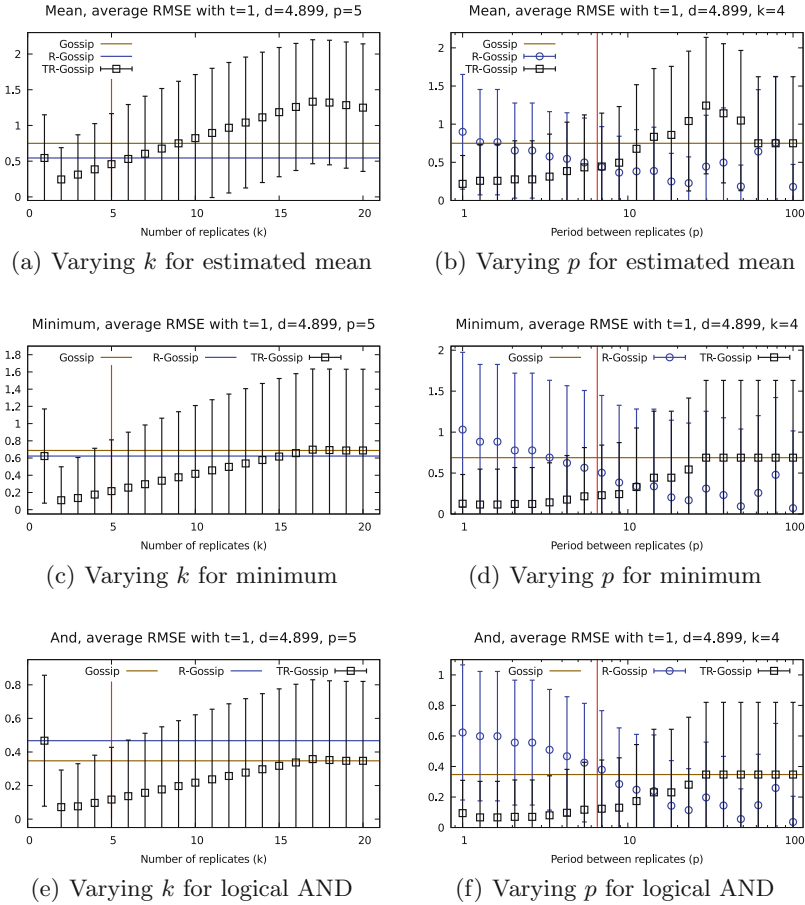 Mean, average RMSE with t=1, d=4.899, p=5
Gossip
R-Gossip
TR-Gossip
2
1.5
1
0.5
0
0 5 10 15 20
Number of replicates (k)
(a) Varying k for estimated mean
Mean, average RMSE with t=1, d=4.899, k=4
Gossip
R-Gossip
TR-Gossip
2
1.5
1
0.5
0
1 10 100
Period between replicates (p)
(b) Varying p for estimated mean
Minimum, average RMSE with t=1, d=4.899, p=5
Gossip R-Gossip TR-Gossip
1.8
1.6
1.4
1.2
1
0.8
0.6
0.4
0.2
0
0 5 10 15 20
Number of replicates (k)
(c) Varying k for minimum
Minimum, average RMSE with t=1, d=4.899, k=4
Gossip R-Gossip TR-Gossip
2
1.5
1
0.5
0
1 10 100
Period between replicates (p)
(d) Varying p for minimum
And, average RMSE with t=1, d=4.899, p=5
Gossip R-Gossip TR-Gossip
0.8
0.6
0.4
0.2
0
0 5 10 15 20
Number of replicates (k)
(e) Varying k for logical AND
And, average RMSE with t=1, d=4.899, k=4
Gossip R-Gossip TR-Gossip
1
0.8
0.6
0.4
0.2
0
1 10 100
Period between replicates (p)
(f) Varying p for logical AND